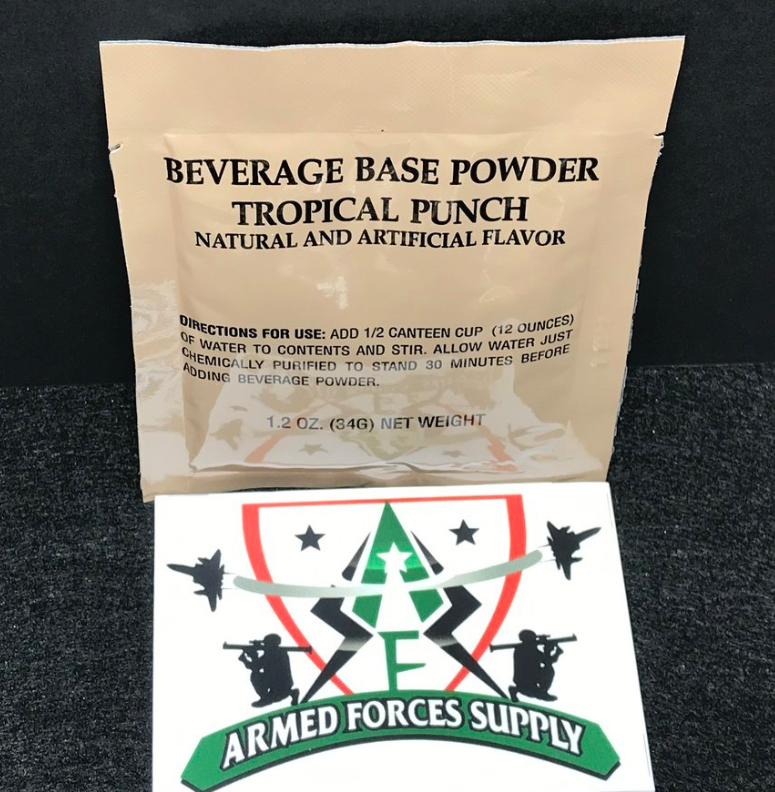 BEVERAGE BASE POWDER
TROPICAL PUNCH
NATURAL AND ARTIFICIAL FLAVOR
DIRECTIONS FOR USE: ADD 1/2 CANTEEN CUP (12 OUNCES)
OF WATER TO CONTENTS AND STIR. ALLOW WATER JUST
CHEMICALLY PURIFIED TO STAND 30 MINUTES BEFORE
ADDING BEVERAGE POWDER.
1.2 OZ. (34G) NET WEIGHT
A
F
ARMED FORCES SUPPLY